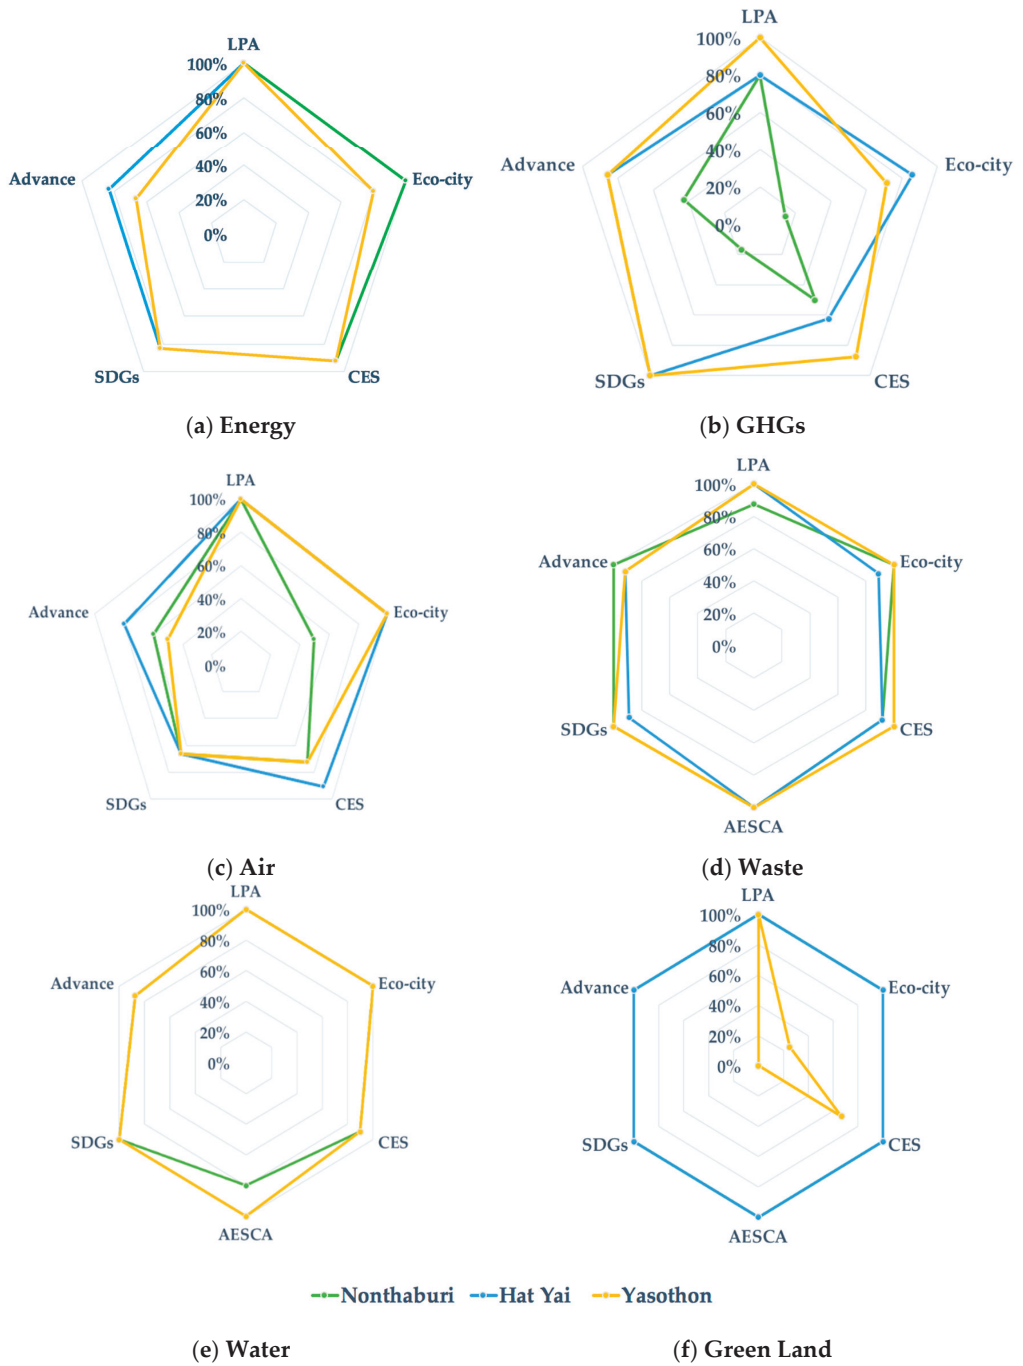 LPA
100%
80%
60%
40%
20%
0%
Advance
Eco-city
SDGs
CES
(a) Energy
LPA
100%
80%
60%
40%
20%
0%
Advance
Eco-city
SDGs
CES
(b) GHGs
LPA
100%
80%
60%
40%
20%
0%
Advance
Eco-city
SDGs
CES
(c) Air
LPA
100%
80%
60%
40%
20%
0%
Advance
Eco-city
SDGs
CES
AESCA
(d) Waste
LPA
100%
80%
60%
40%
20%
0%
Advance
Eco-city
SDGs
CES
AESCA
LPA
100%
80%
60%
40%
20%
0%
Advance
Eco-city
SDGs
CES
AESCA
Nonthaburi Hat Yai Yasothon
(e) Water
(f) Green Land